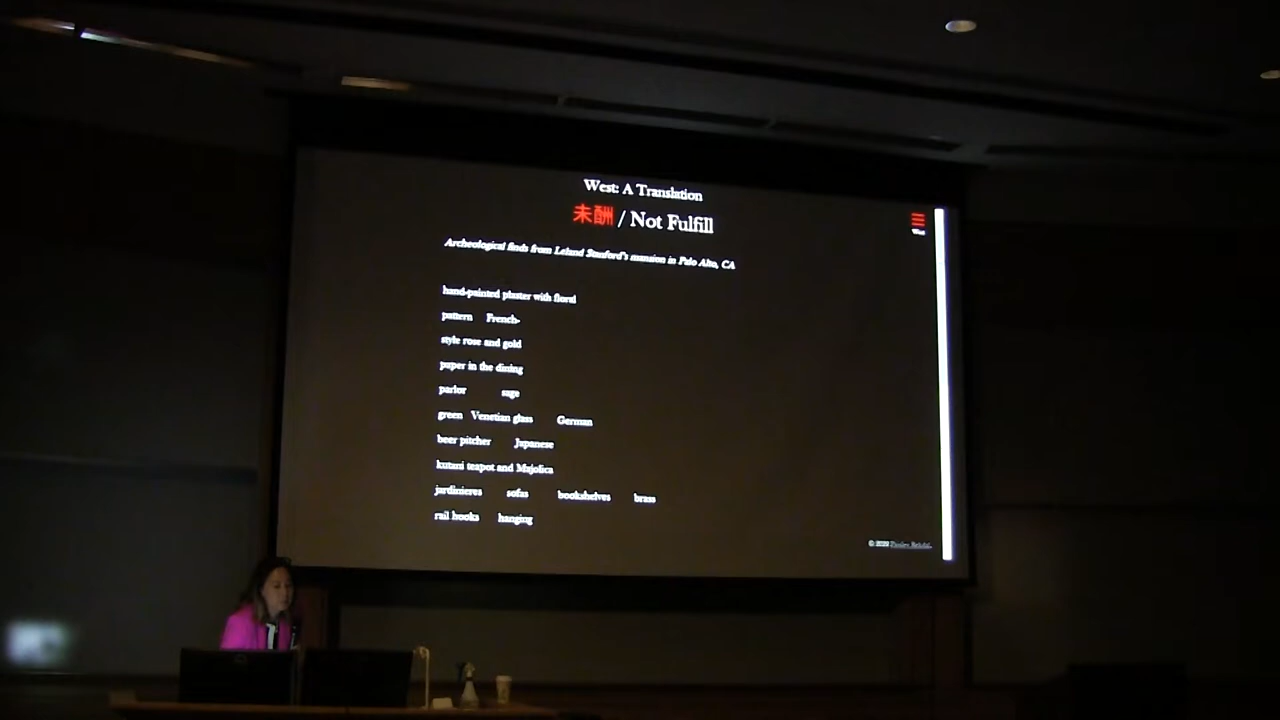 West: A Translation
未酬 / Not Fulfill
West
Archeological finds from Leland Stanford's mansion in Palo Alto, CA
hand-painted plaster with floral
pattern French-
style rose and gold
paper in the dining
parlor sage
green Venetian glass German
beer pitcher Japanese
kutani teapot and Majolica
jardinieres sofas bookshelves brass
rail hooks hanging
© 2022